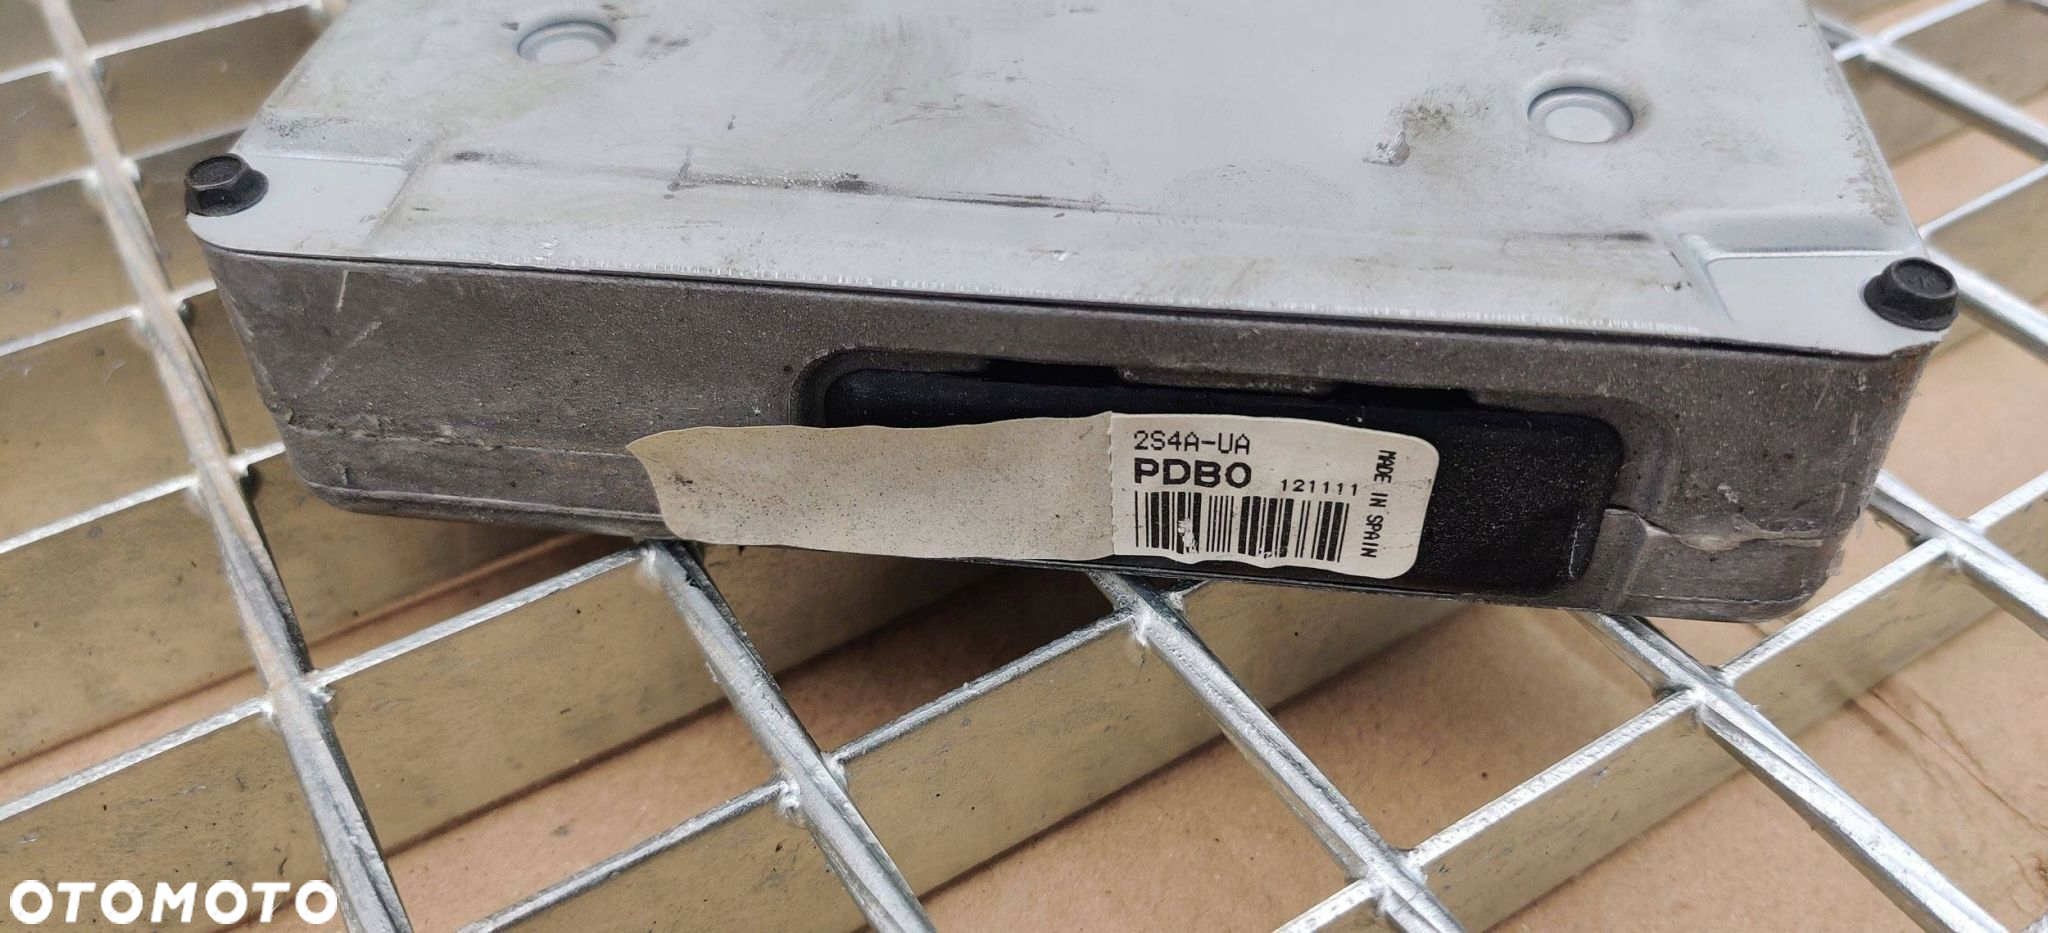 2S4A-UA
PDB0
121111
MADE IN SPAIN
OTOMOTO